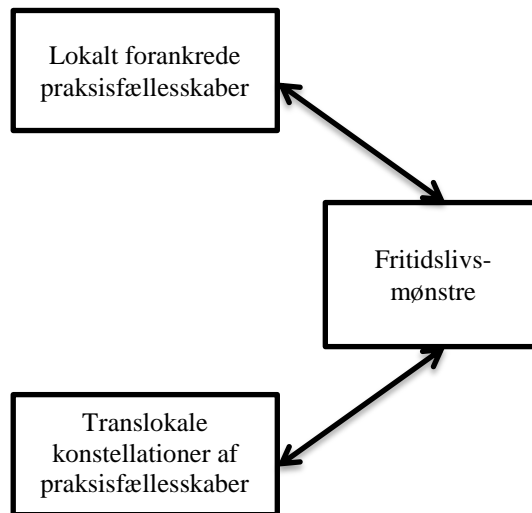 Lokalt forankrede
praksisfællesskaber
Fritidslivs-
mønstre
Translokale
konstellationer af
praksisfællesskaber